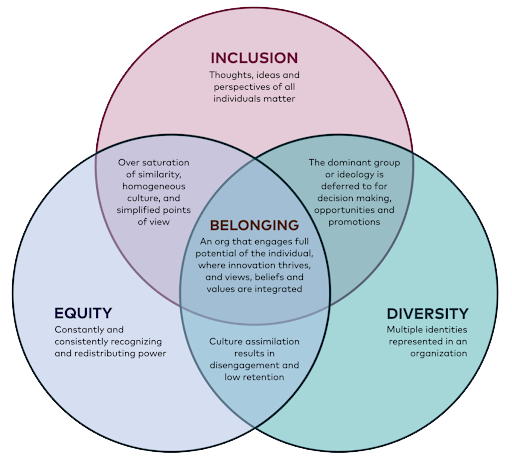 INCLUSION
Thoughts, ideas and
perspectives of all
individuals matter
Over saturation
of similarity,
homogeneous
culture, and
simplified points
of view
The dominant group
or ideology is
deferred to for
decision making,
opportunities and
promotions
BELONGING
An org that engages full
potential of the individual,
where innovation thrives,
and views, beliefs and
values are integrated
EQUITY
Constantly and
consistently recognizing
and redistributing power
DIVERSITY
Multiple identities
represented in an
organization
Culture assimilation
results in
disengagement and
low retention